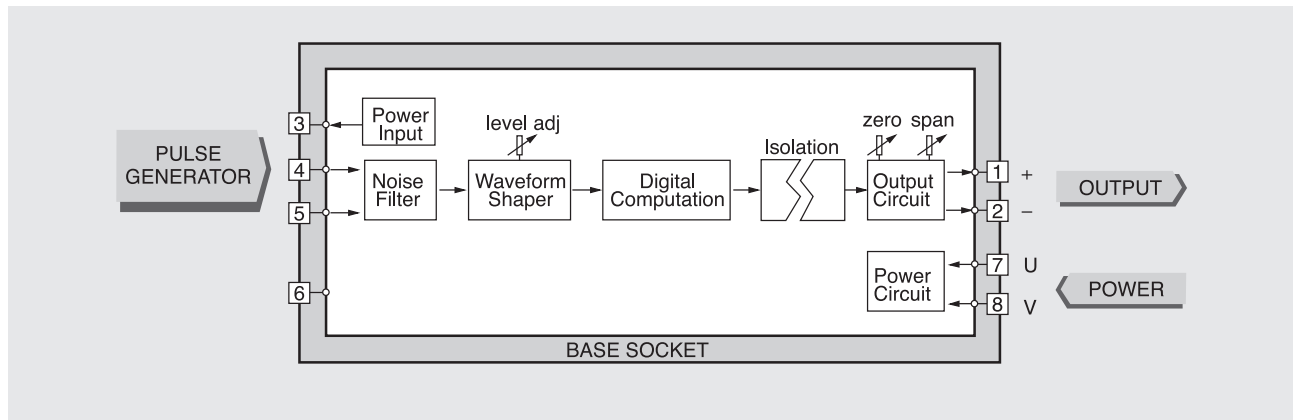 PULSE
GENERATOR
3
4
5
6
Power
Input
level adj
Noise
Filter
Waveform
Shaper
Digital
Computation
Isolation
zero span
Output
Circuit
Power
Circuit
1 +
2 −
7 U
8 V
OUTPUT
POWER
BASE SOCKET